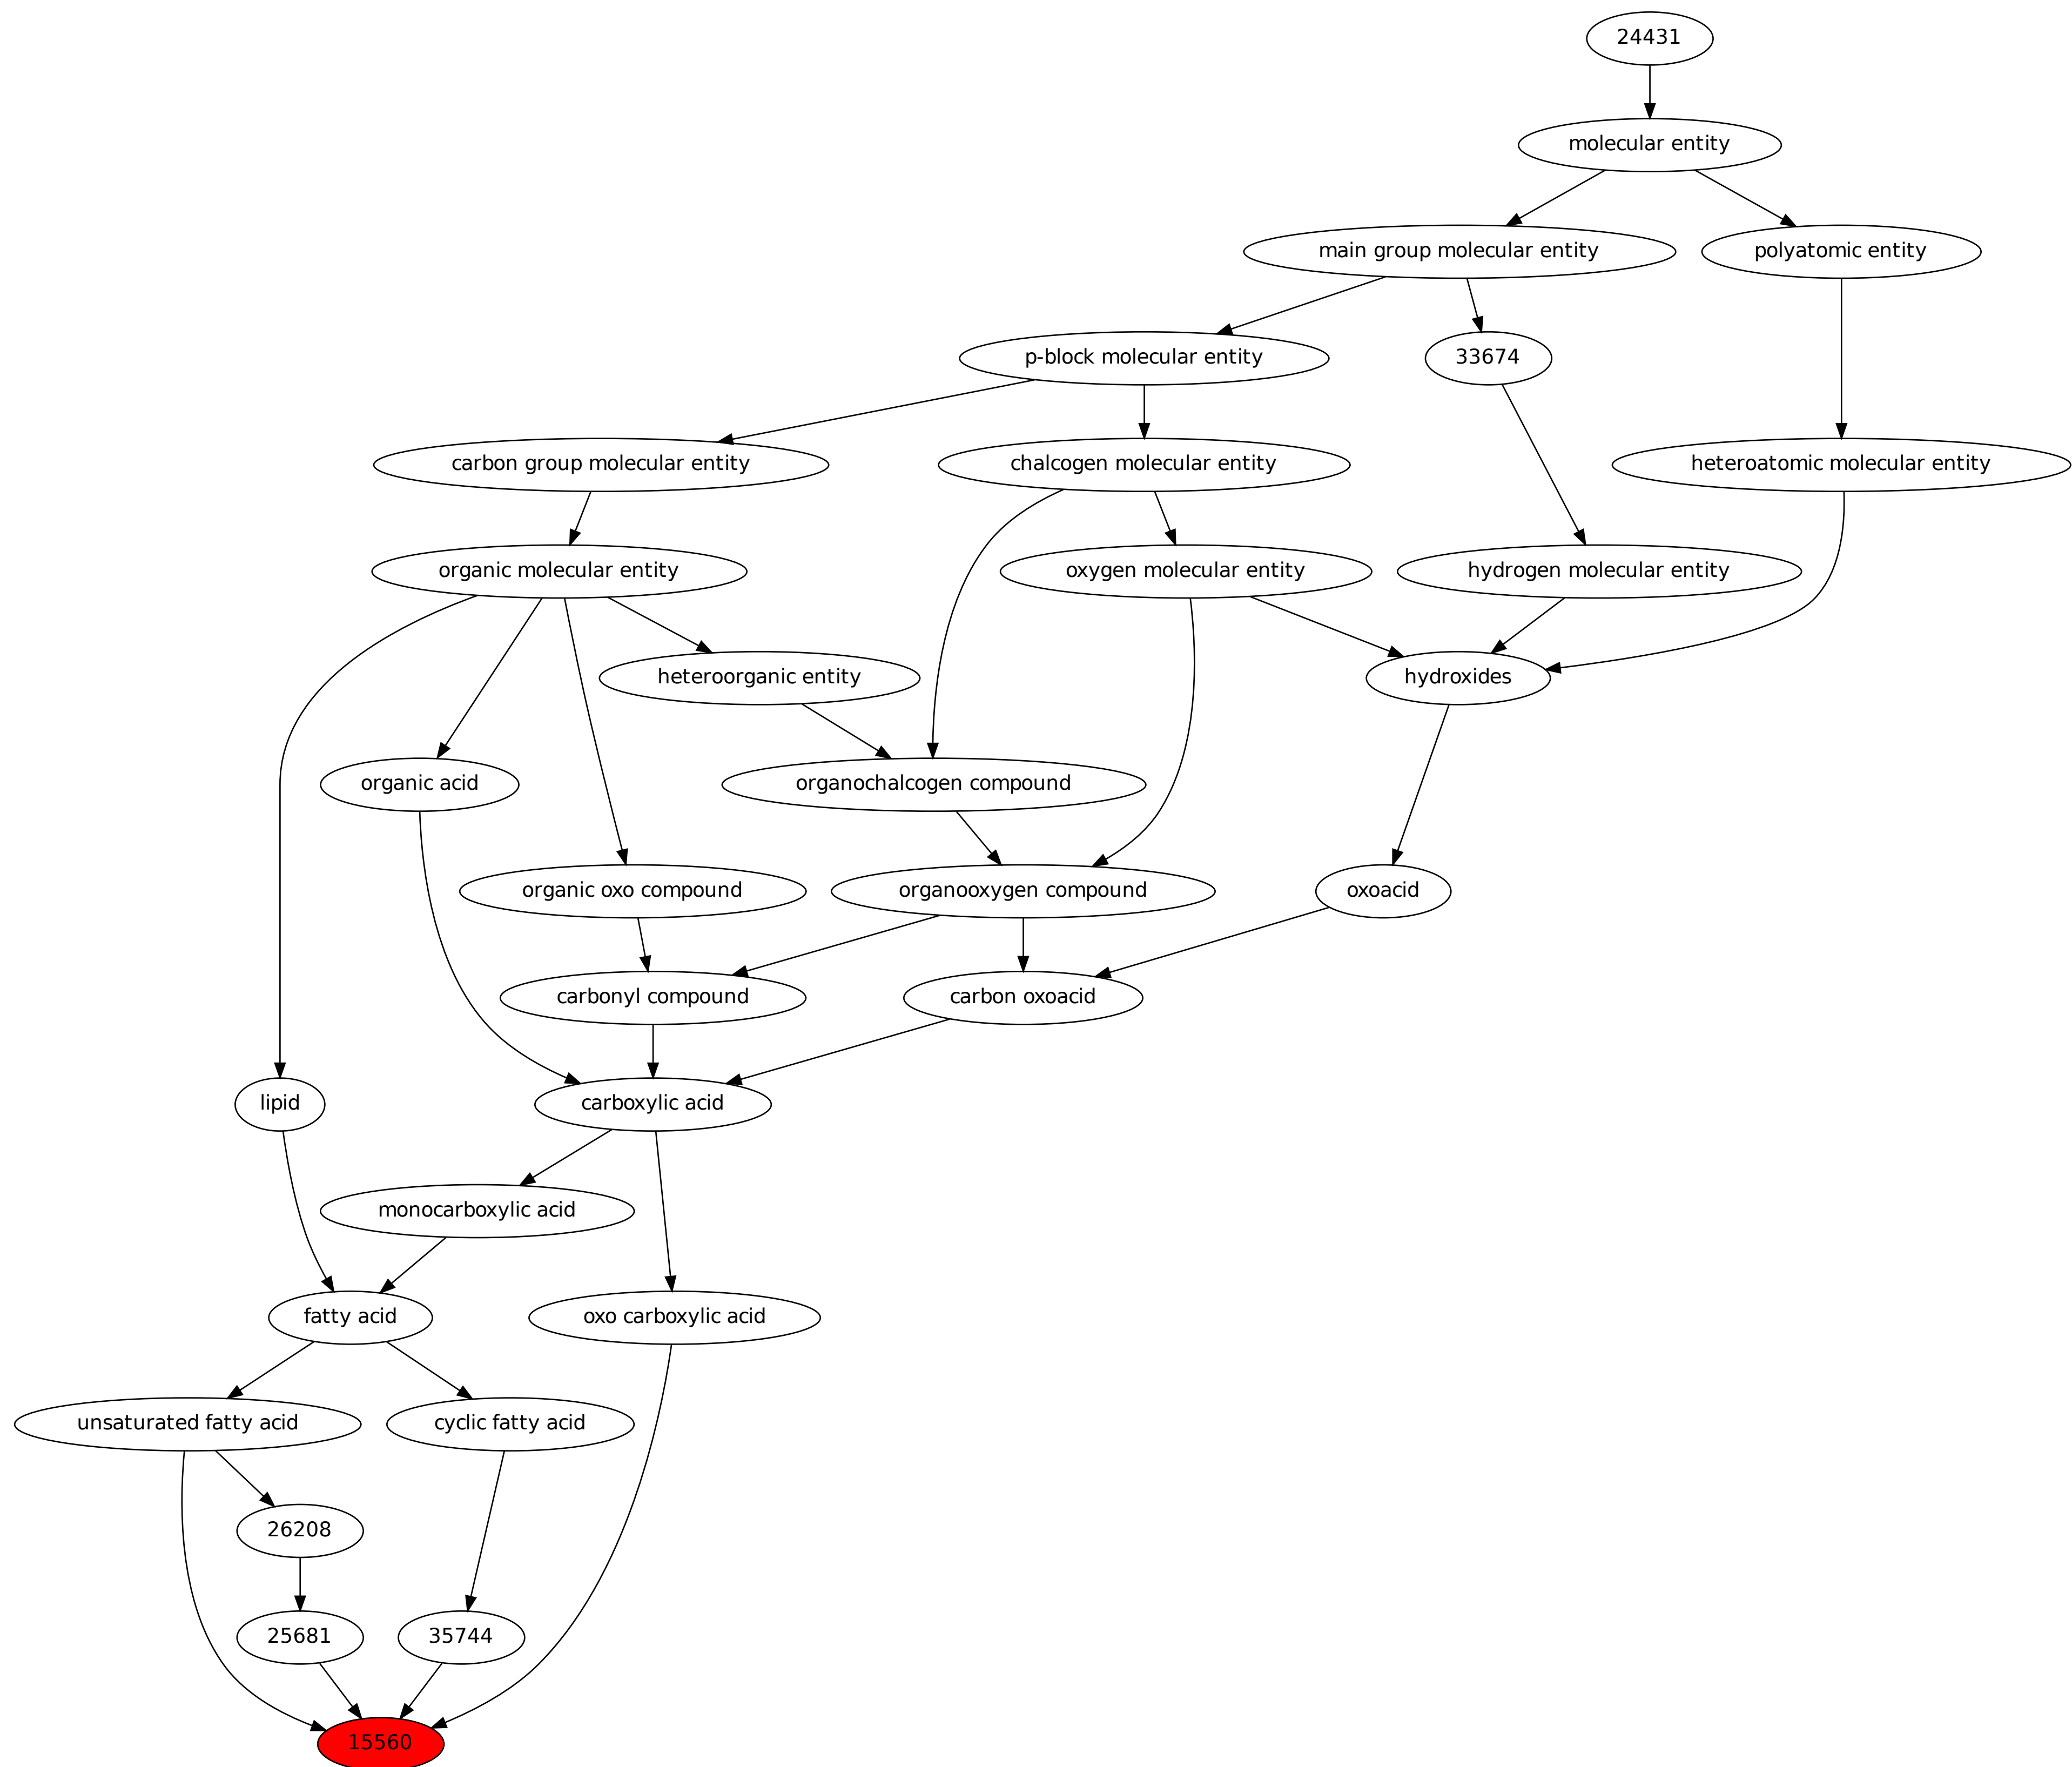 24431
molecular entity
main group molecular entity
polyatomic entity
p-block molecular entity
33674
carbon group molecular entity
chalcogen molecular entity
heteroatomic molecular entity
organic molecular entity
oxygen molecular entity
hydrogen molecular entity
heteroorganic entity
hydroxides
organic acid
organochalcogen compound
organic oxo compound
organooxygen compound
oxoacid
carbonyl compound
carbon oxoacid
lipid
carboxylic acid
monocarboxylic acid
fatty acid
oxo carboxylic acid
unsaturated fatty acid
cyclic fatty acid
26208
25681
35744
15560